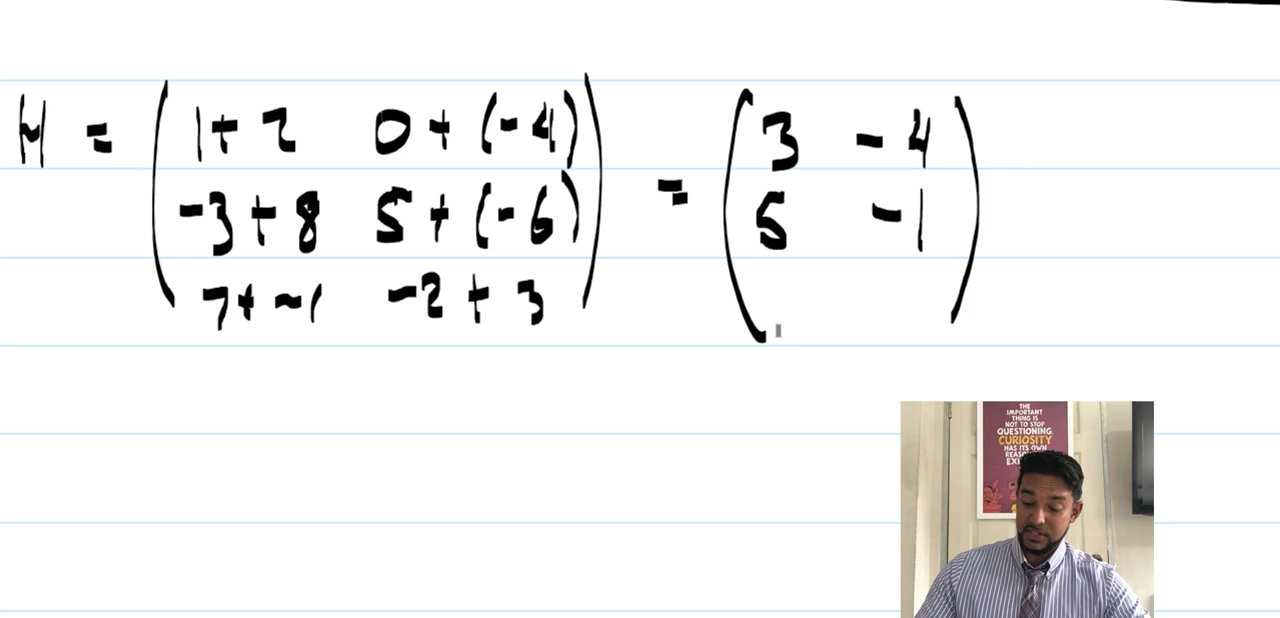 H = ( 1+2 0+(-4) -3+8 5+(-6) 7+-1 -2+3 ) = ( 3 -4 5 -1 )
THE
IMPORTANT
THING IS
NOT TO STOP
QUESTIONING.
CURIOSITY
HAS ITS OWN